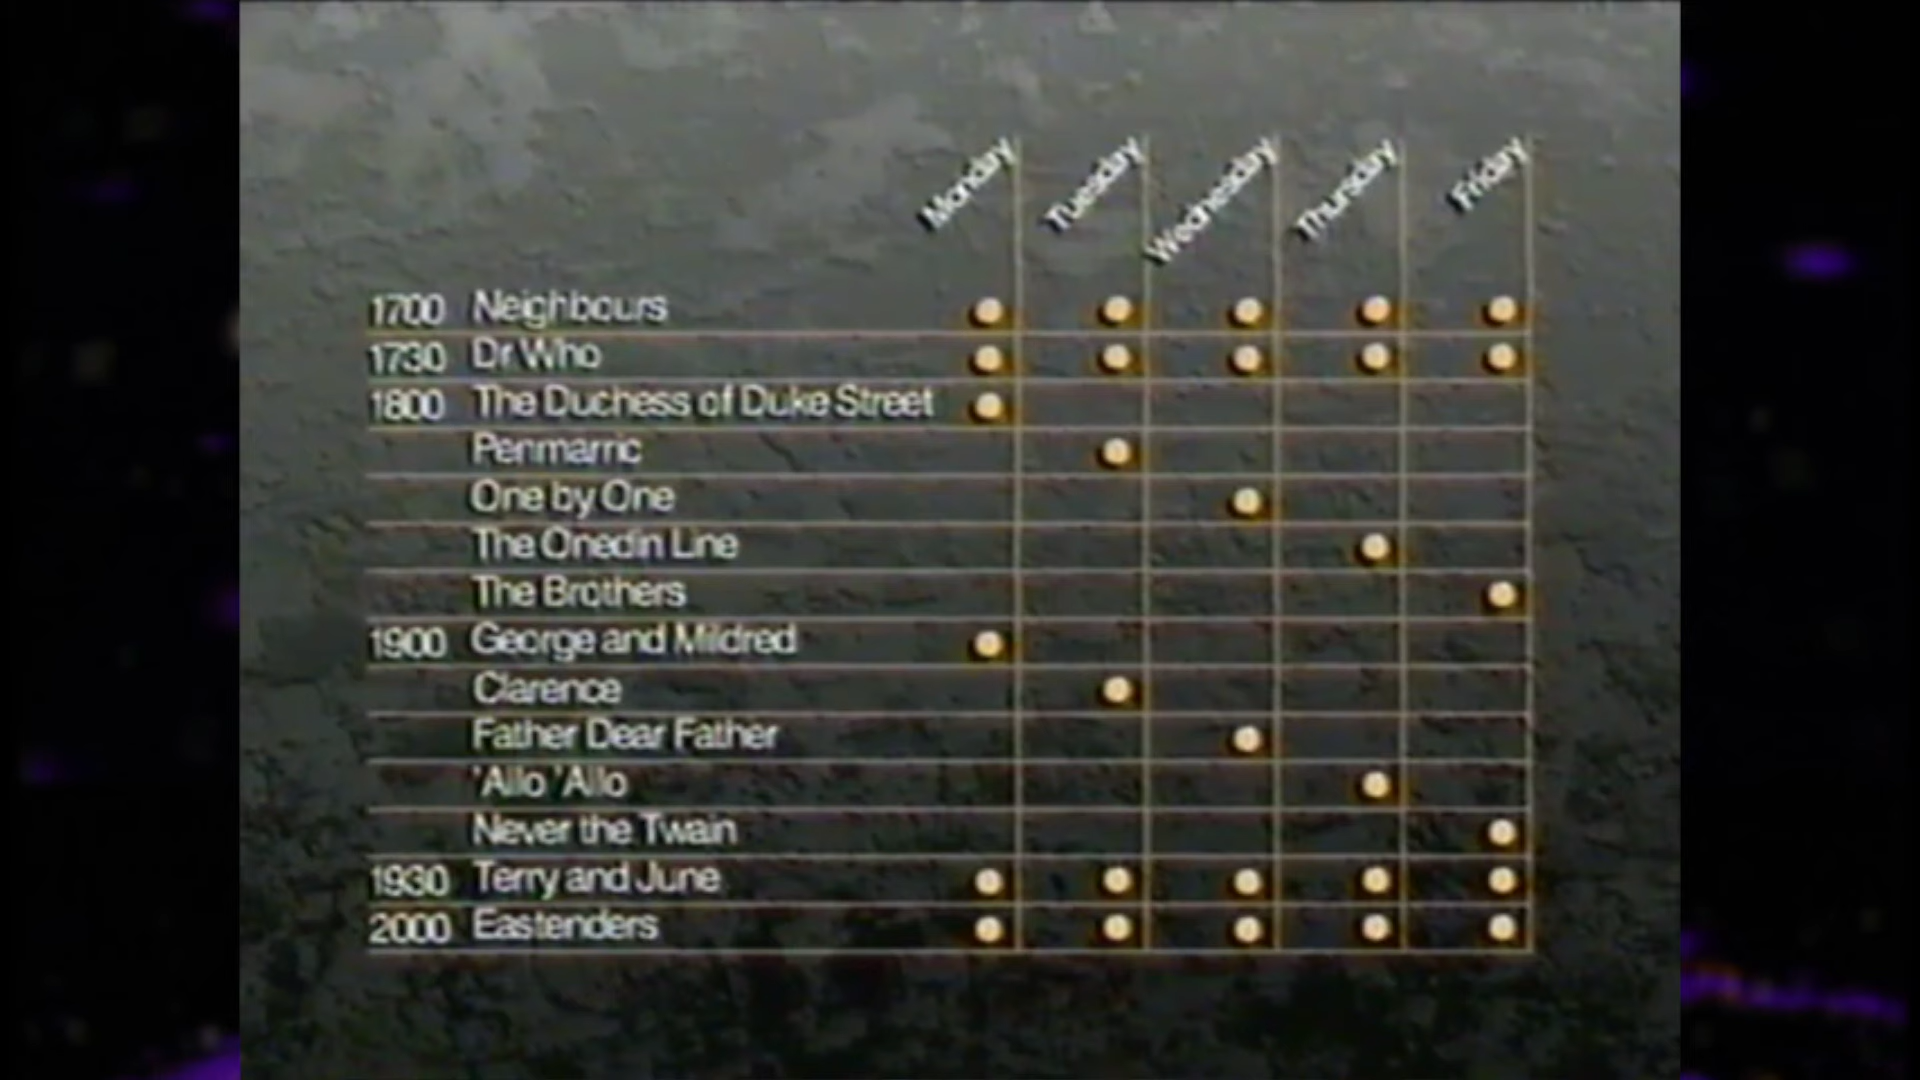 Monday Tuesday Wednesday Thursday Friday
1700 Neighbours
1730 Dr Who
1800 The Duchess of Duke Street
Penmarric
One by One
The Onedin Line
The Brothers
1900 George and Mildred
Clarence
Father Dear Father
'Allo 'Allo
Never the Twain
1930 Terry and June
2000 Eastenders